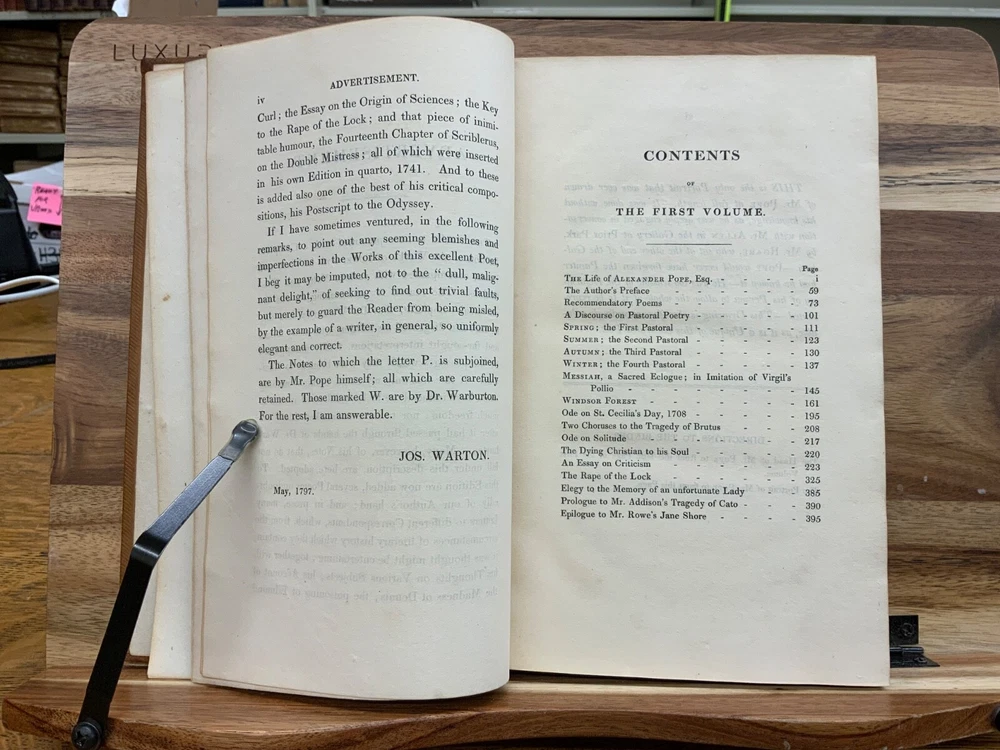 LUXU
ADVERTISEMENT.
iv
Curl; the Essay on the Origin of Sciences; the Key
to the Rape of the Lock; and that piece of inimi-
table humour, the Fourteenth Chapter of Scriblerus,
on the Double Mistress; all of which were inserted
in his own Edition in quarto, 1741. And to these
is added also one of the best of his critical compo-
sitions, his Postscript to the Odyssey.
If I have sometimes ventured, in the following
remarks, to point out any seeming blemishes and
imperfections in the Works of this excellent Poet,
I beg it may be imputed, not to the “ dull, malig-
nant delight,” of seeking to find out trivial faults,
but merely to guard the Reader from being misled,
by the example of a writer, in general, so uniformly
elegant and correct.
The Notes to which the letter P. is subjoined,
are by Mr. Pope himself; all which are carefully
retained. Those marked W. are by Dr. Warburton.
For the rest, I am answerable.
JOS. WARTON.
May, 1797.
CONTENTS
OF
THE FIRST VOLUME.
Page
THE Life of ALEXANDER POPE, Esq. - - - - i
The Author's Preface - - - - - 59
Recommendatory Poems - - - - - 73
A Discourse on Pastoral Poetry - - - - - 101
SPRING; the First Pastoral - - - - - 111
SUMMER; the Second Pastoral - - - - - 123
AUTUMN; the Third Pastoral - - - - - 130
WINTER; the Fourth Pastoral - - - - - 137
MESSIAH, a Sacred Eclogue; in Imitation of Virgil's
Pollio - - - - - - - 145
WINDSOR FOREST - - - - - - 161
Ode on St. Cecilia's Day, 1708 - - - - - 195
Two Choruses to the Tragedy of Brutus - - - - 208
Ode on Solitude - - - - - - 217
The Dying Christian to his Soul - - - - - 220
An Essay on Criticism - - - - - 223
The Rape of the Lock - - - - - 325
Elegy to the Memory of an unfortunate Lady - - - 385
Prologue to Mr. Addison's Tragedy of Cato - - - - 390
Epilogue to Mr. Rowe's Jane Shore - - - - 395